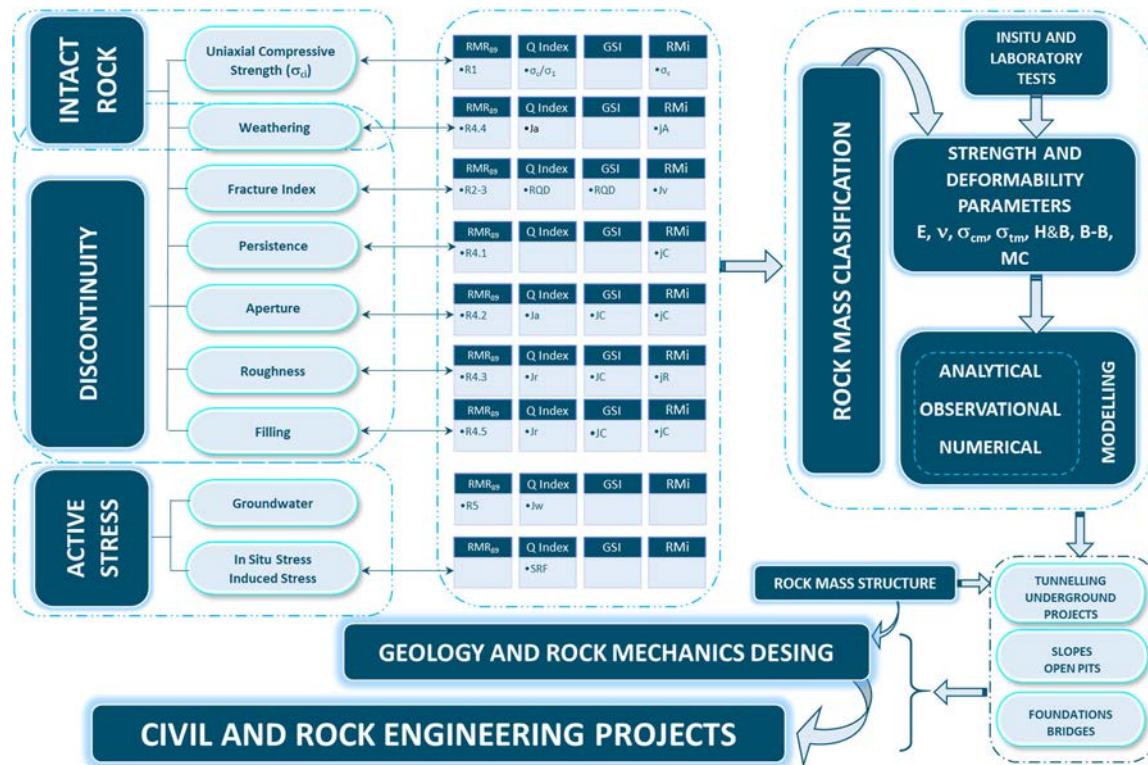 INTACT
ROCK
Uniaxial Compressive
Strength (σci)
Weathering
DISCONTINUITY
Fracture Index
Persistence
Aperture
Roughness
Filling
ACTIVE
STRESS
Groundwater
In Situ Stress
Induced Stress
RMR89 Q Index GSI RMi
•R1 •σc/σ1 •σc
RMR89 Q Index GSI RMi
•R4.4 •Ja •jA
RMR89 Q Index GSI RMi
•R2-3 •RQD •RQD •Jv
RMR89 Q Index GSI RMi
•R4.1 •jC
RMR89 Q Index GSI RMi
•R4.2 •Ja •JC •jC
RMR89 Q Index GSI RMi
•R4.3 •Jr •JC •jR
RMR89 Q Index GSI RMi
•R4.5 •Jr •JC •jC
RMR89 Q Index GSI RMi
•R5 •Jw
RMR89 Q Index GSI RMi
•SRF
ROCK MASS CLASIFICATION
INSITU AND
LABORATORY
TESTS
STRENGTH AND
DEFORMABILITY
PARAMETERS
E, ν, σcm, σtm, H&B, B-B,
MC
ANALYTICAL
OBSERVATIONAL
NUMERICAL
MODELLING
ROCK MASS STRUCTURE
TUNNELLING
UNDERGROUND
PROJECTS
SLOPES
OPEN PITS
FOUNDATIONS
BRIDGES
GEOLOGY AND ROCK MECHANICS DESING
CIVIL AND ROCK ENGINEERING PROJECTS